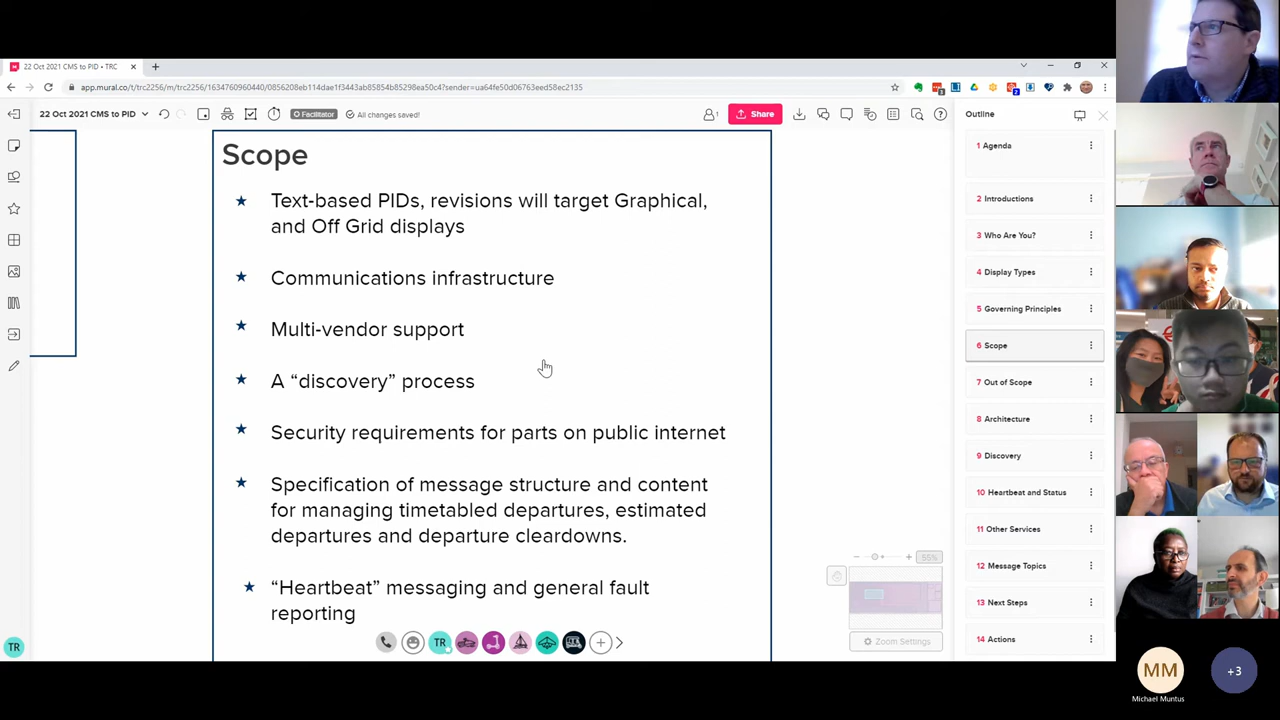 22 Oct 2021 CMS to PID • TRC
app.mural.co/t/trc2256/m/trc2256/1634760960440/0856208eb114dae1f3443ab85854b85298ea50c4?sender=ua64fe50d06763eed58ec2135
22 Oct 2021 CMS to PID
Facilitator
All changes saved!
1
Share
Outline
Scope
Text-based PIDs, revisions will target Graphical,
and Off Grid displays
Communications infrastructure
Multi-vendor support
A “discovery” process
Security requirements for parts on public internet
Specification of message structure and content
for managing timetabled departures, estimated
departures and departure cleardowns.
“Heartbeat” messaging and general fault
reporting
1 Agenda
2 Introductions
3 Who Are You?
4 Display Types
5 Governing Principles
6 Scope
7 Out of Scope
8 Architecture
9 Discovery
10 Heartbeat and Status
11 Other Services
12 Message Topics
13 Next Steps
14 Actions
55%
Zoom Settings
TR
TR
MM
Michael Muntus
+3